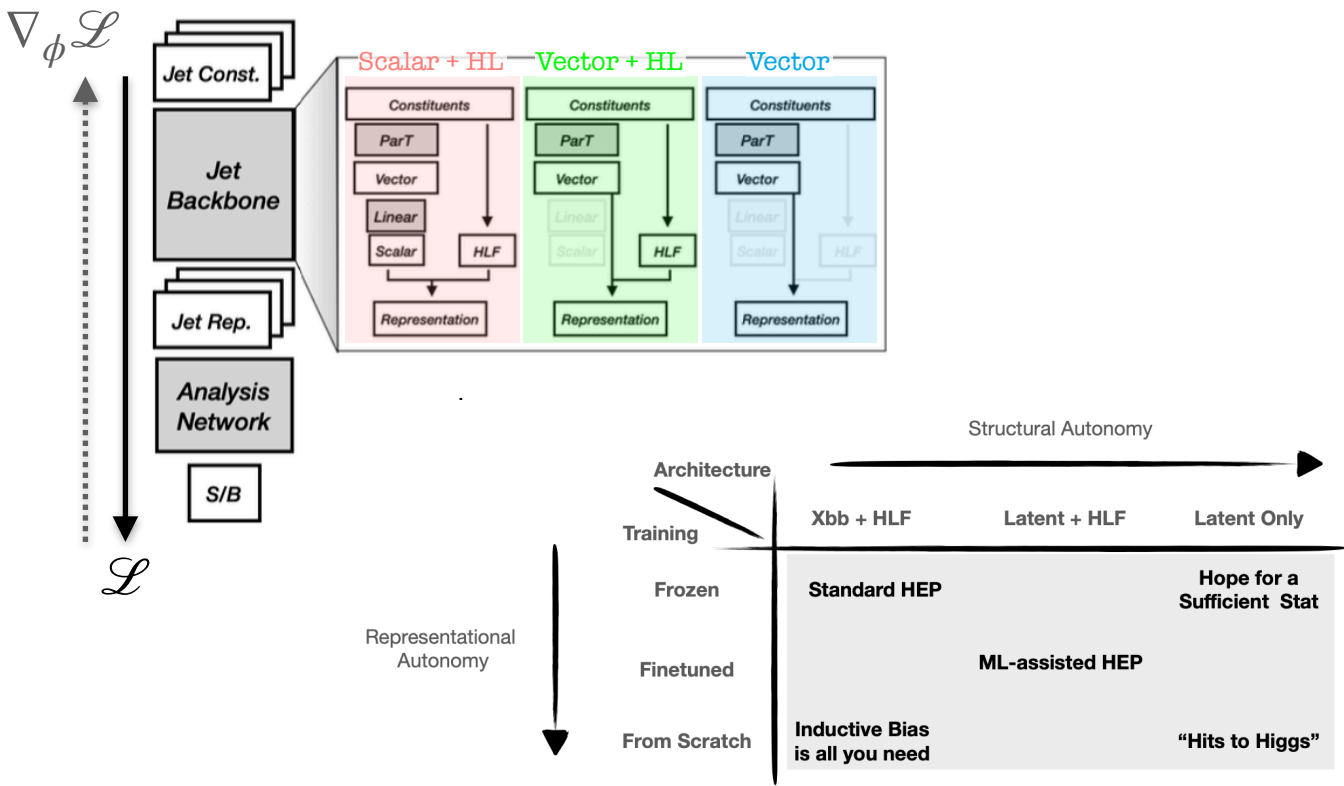 ∇ϕℒ
Jet Const.
Jet
Backbone
Jet Rep.
Analysis
Network
S/B
ℒ
Scalar + HL
Constituents
ParT
Vector
Linear
Scalar
HLF
Representation
Vector + HL
Constituents
ParT
Vector
Linear
Scalar
HLF
Representation
Vector
Constituents
ParT
Vector
Linear
Scalar
HLF
Representation
Structural Autonomy
Architecture
Training
Xbb + HLF
Latent + HLF
Latent Only
Representational
Autonomy
Frozen
Standard HEP
Hope for a
Sufficient Stat
Finetuned
ML-assisted HEP
From Scratch
Inductive Bias
is all you need
“Hits to Higgs”